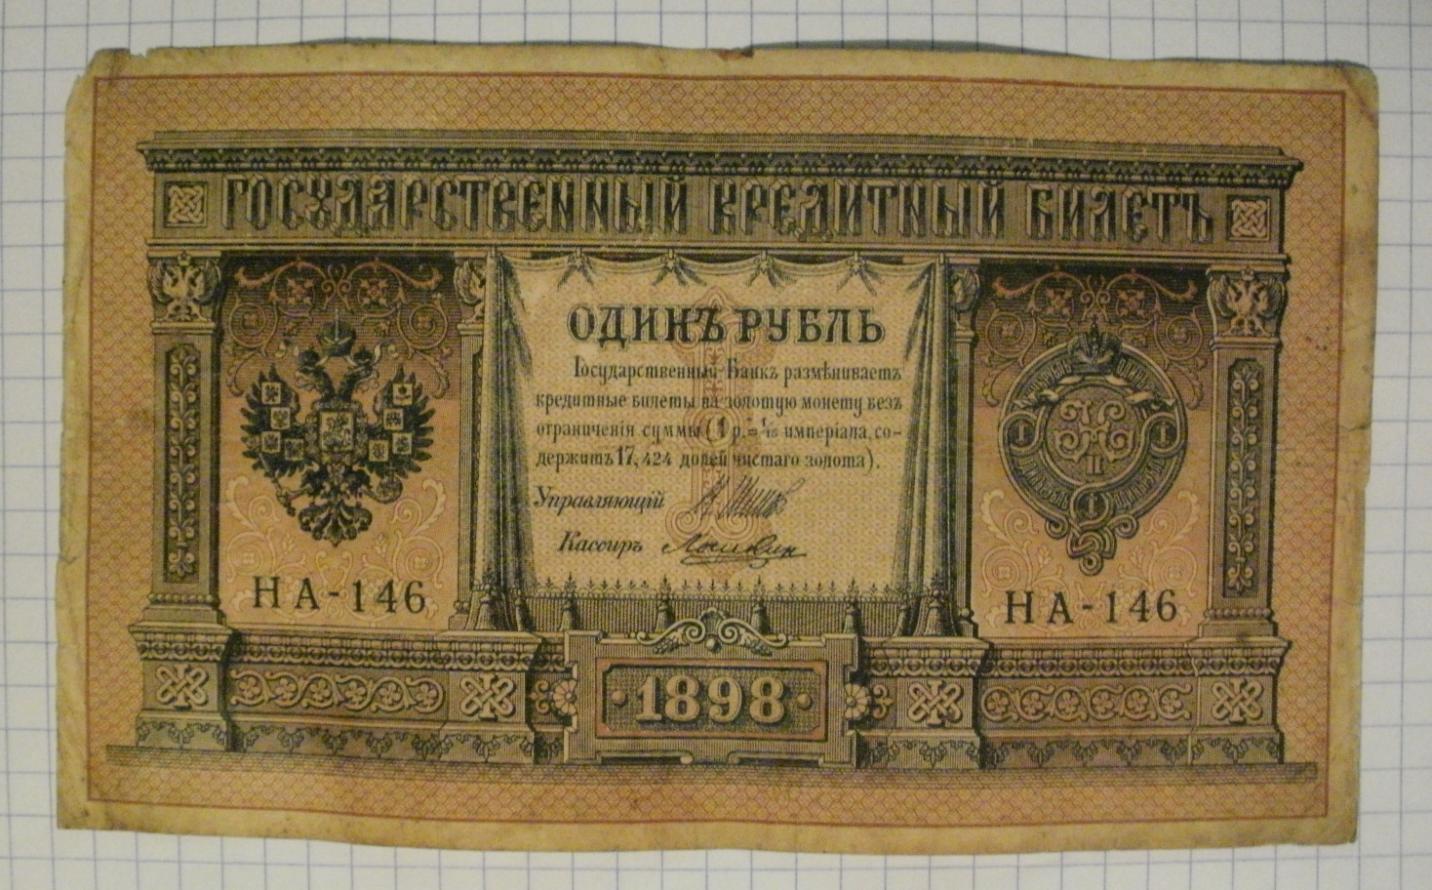 ГОСУДАРСТВЕННЫЙ КРЕДИТНЫЙ БИЛЕТЪ
ОДИНЪ РУБЛЬ
Государственный Банкъ размѣниваетъ
кредитные билеты на золотую монету безъ
ограниченія суммы (1 р.=1/15 имперіала, со-
держитъ 17,424 долей чистаго золота).
Управляющій
Кассиръ
НА-146 НА-146
1898